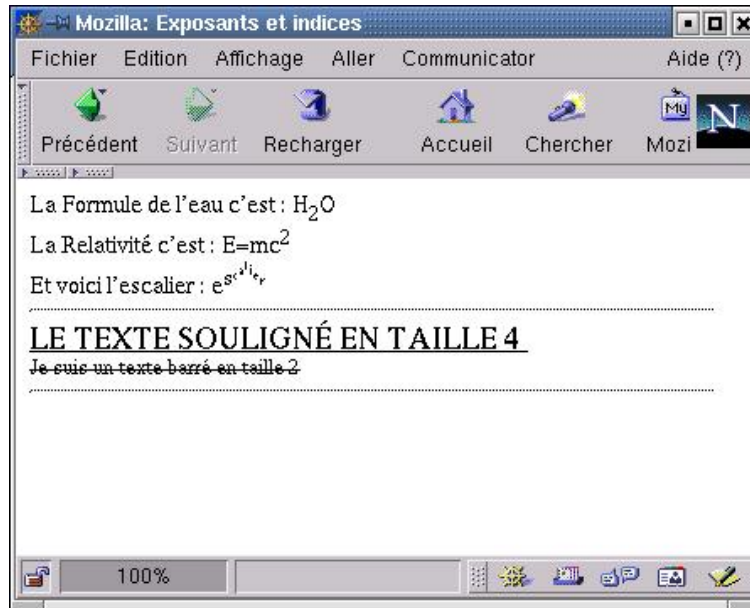 Mozilla: Exposants et indices
Fichier Edition Affichage Aller Communicator Aide (?)
Précédent Suivant Recharger Accueil Chercher Mozi
My
N
La Formule de l'eau c'est : H₂O
La Relativité c'est : E=mc²
Et voici l'escalier : escalier
LE TEXTE SOULIGNÉ EN TAILLE 4
Je suis un texte barré en taille 2
100%